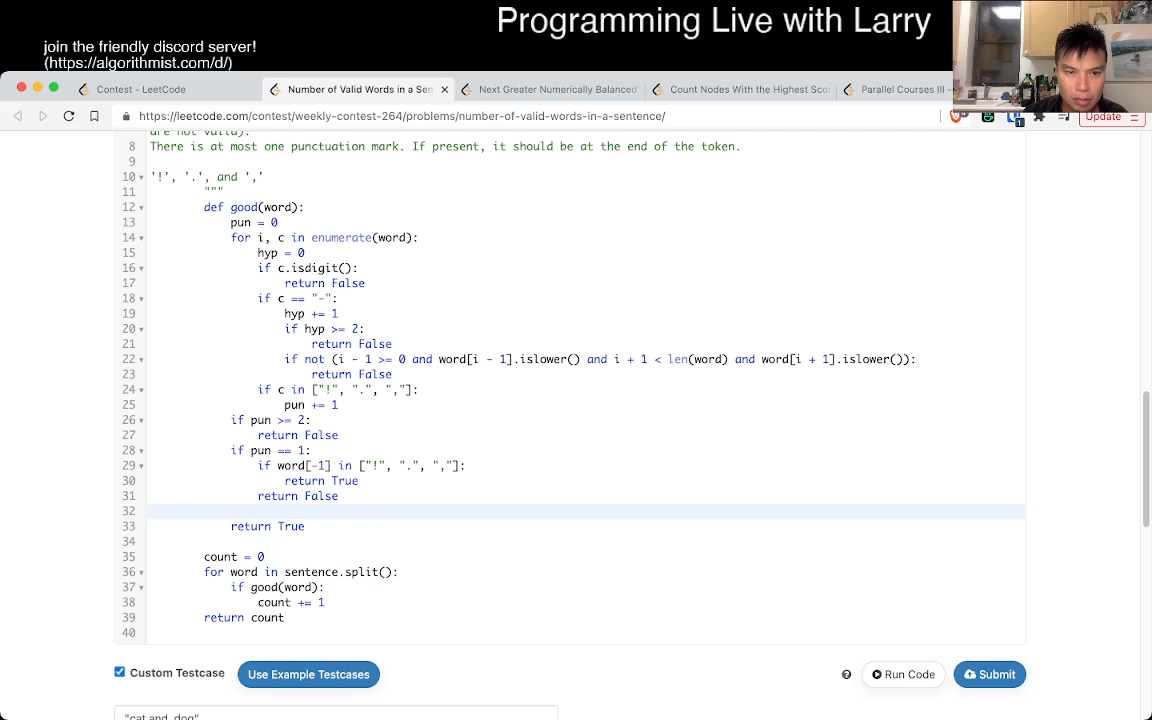 Programming Live with Larry
join the friendly discord server!
(https://algorithmist.com/d/)
Contest - LeetCode
Number of Valid Words in a Sen
Next Greater Numerically Balanced
Count Nodes With the Highest Sco
Parallel Courses III -
https://leetcode.com/contest/weekly-contest-264/problems/number-of-valid-words-in-a-sentence/
Update
are not valid).
8 There is at most one punctuation mark. If present, it should be at the end of the token.
9
10 '!', '.', and ','
11 """
12 def good(word):
13 pun = 0
14 for i, c in enumerate(word):
15 hyp = 0
16 if c.isdigit():
17 return False
18 if c == "-":
19 hyp += 1
20 if hyp >= 2:
21 return False
22 if not (i - 1 >= 0 and word[i - 1].islower() and i + 1 < len(word) and word[i + 1].islower()):
23 return False
24 if c in ["!", ".", ","]:
25 pun += 1
26 if pun >= 2:
27 return False
28 if pun == 1:
29 if word[-1] in ["!", ".", ","]:
30 return True
31 return False
32
33 return True
34
35 count = 0
36 for word in sentence.split():
37 if good(word):
38 count += 1
39 return count
40
Custom Testcase
Use Example Testcases
Run Code
Submit
"cat and dog"